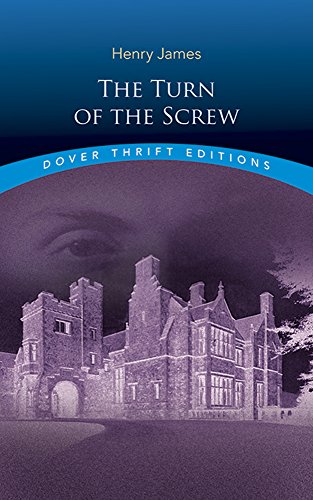 Henry James
THE TURN
OF THE SCREW
DOVER THRIFT EDITIONS